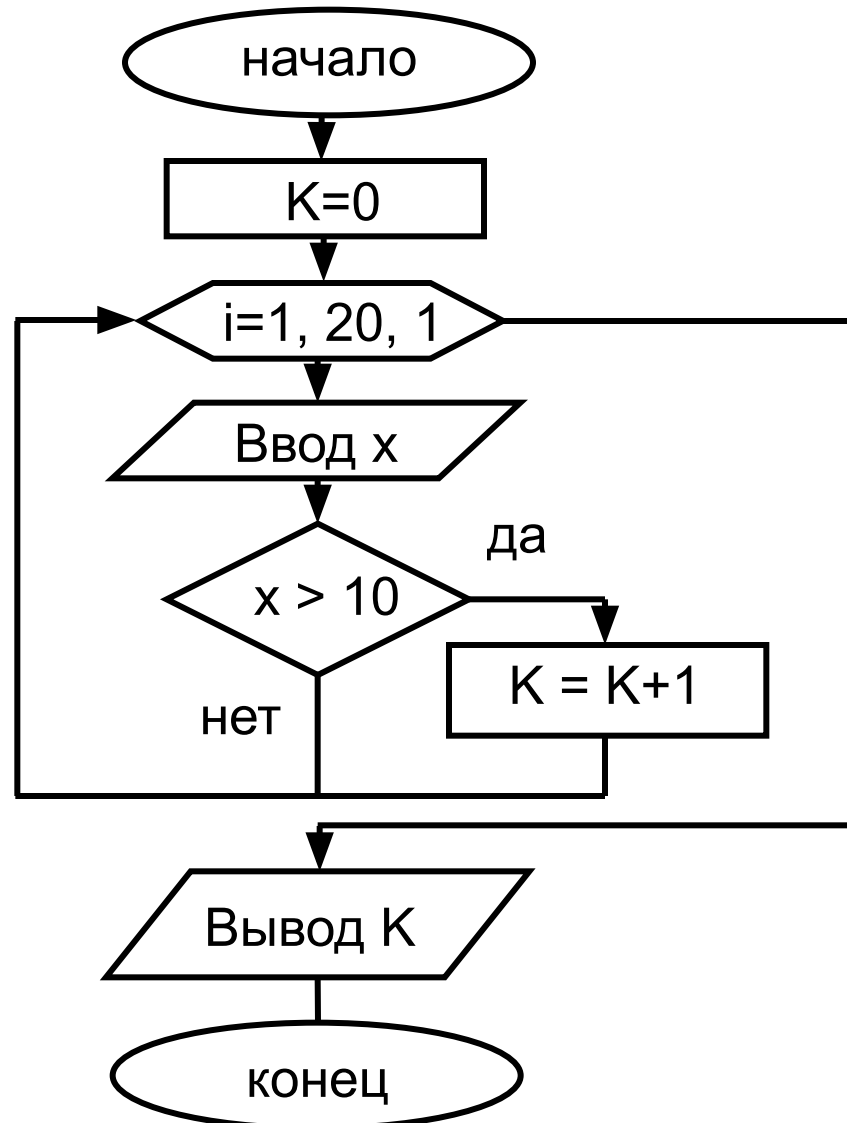 начало
K=0
i=1, 20, 1
Ввод x
x > 10
да
K = K+1
нет
Вывод K
конец